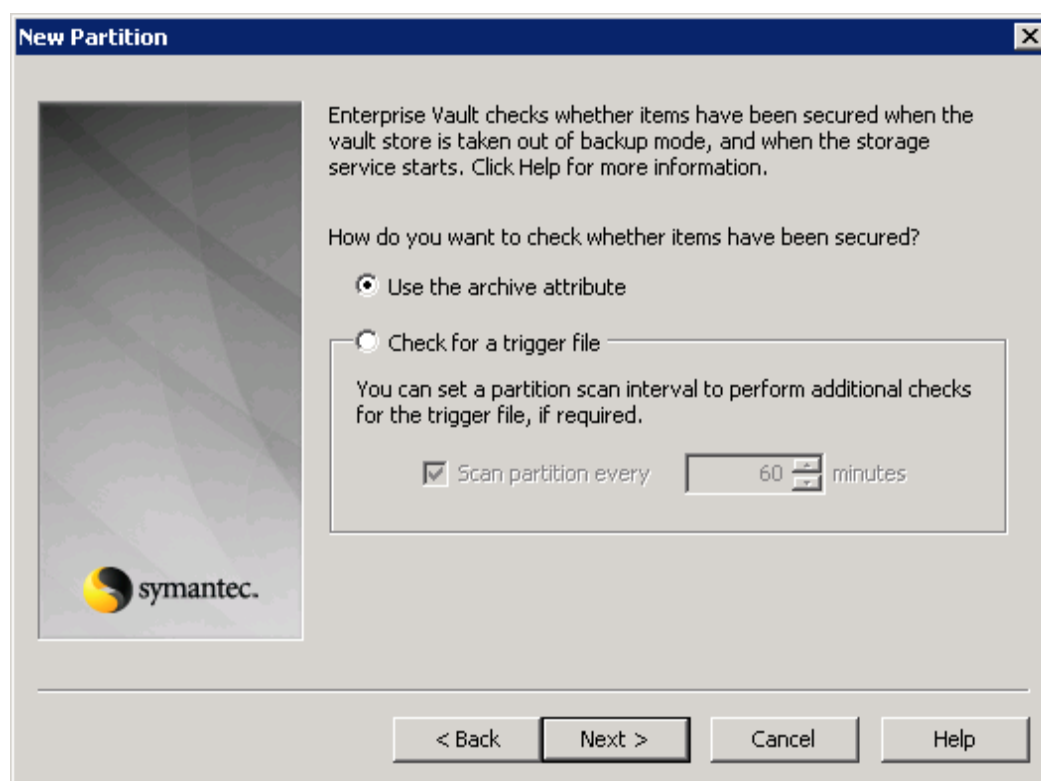 New Partition
Enterprise Vault checks whether items have been secured when the
vault store is taken out of backup mode, and when the storage
service starts. Click Help for more information.
How do you want to check whether items have been secured?
Use the archive attribute
Check for a trigger file
You can set a partition scan interval to perform additional checks
for the trigger file, if required.
Scan partition every 60 minutes
symantec.
< Back Next > Cancel Help